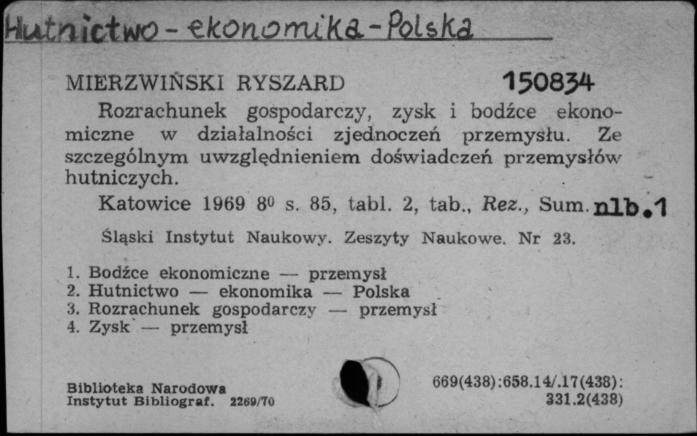 Hutnictwo - ekonomika - Polska
MIERZWIŃSKI RYSZARD 150834
Rozrachunek gospodarczy, zysk i bodźce ekono-
miczne w działalności zjednoczeń przemysłu. Ze
szczególnym uwzględnieniem doświadczeń przemysłów
hutniczych.
Katowice 1969 8⁰ s. 85, tabl. 2, tab., Rez., Sum. nlb. 1
Śląski Instytut Naukowy. Zeszyty Naukowe. Nr 23.
1. Bodźce ekonomiczne — przemysł
2. Hutnictwo — ekonomika — Polska
3. Rozrachunek gospodarczy — przemysł
4. Zysk — przemysł
Biblioteka Narodowa
Instytut Bibliograf. 2269/70
669(438):658.14/.17(438):
331.2(438)